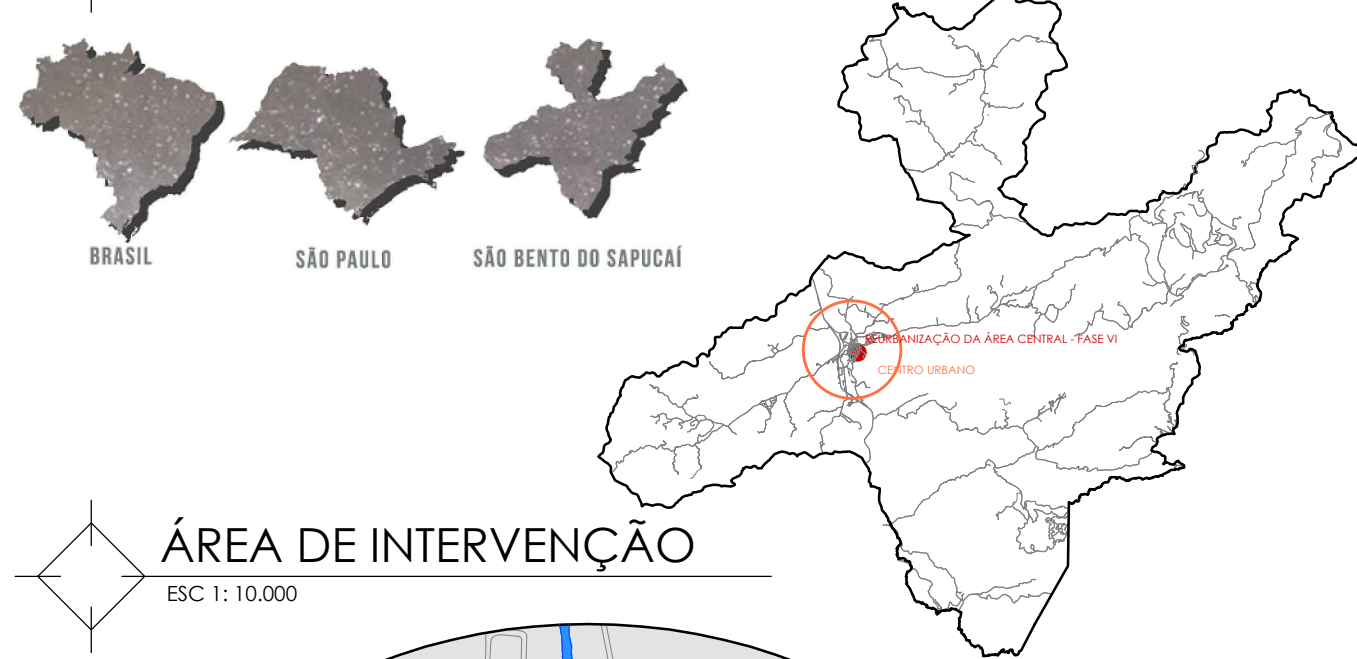 BRASIL
SÃO PAULO
SÃO BENTO DO SAPUCAÍ
REURBANIZAÇÃO DA ÁREA CENTRAL - FASE VI
CENTRO URBANO
ÁREA DE INTERVENÇÃO
ESC 1: 10.000